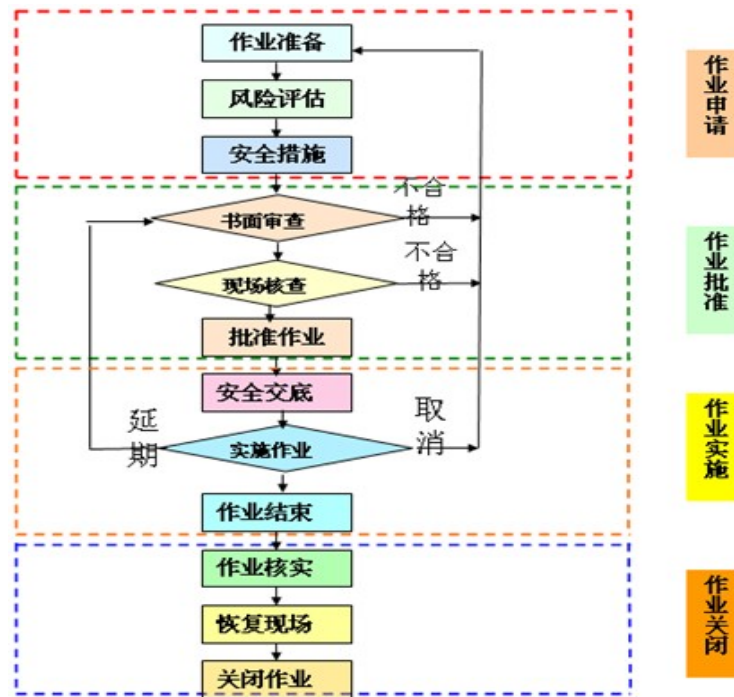 作业准备
风险评估
安全措施
作业申请
不合
格
书面审查
不合
格
现场核查
批准作业
作业批准
安全交底
延
期
取
消
实施作业
作业结束
作业实施
作业核实
恢复现场
关闭作业
作业关闭